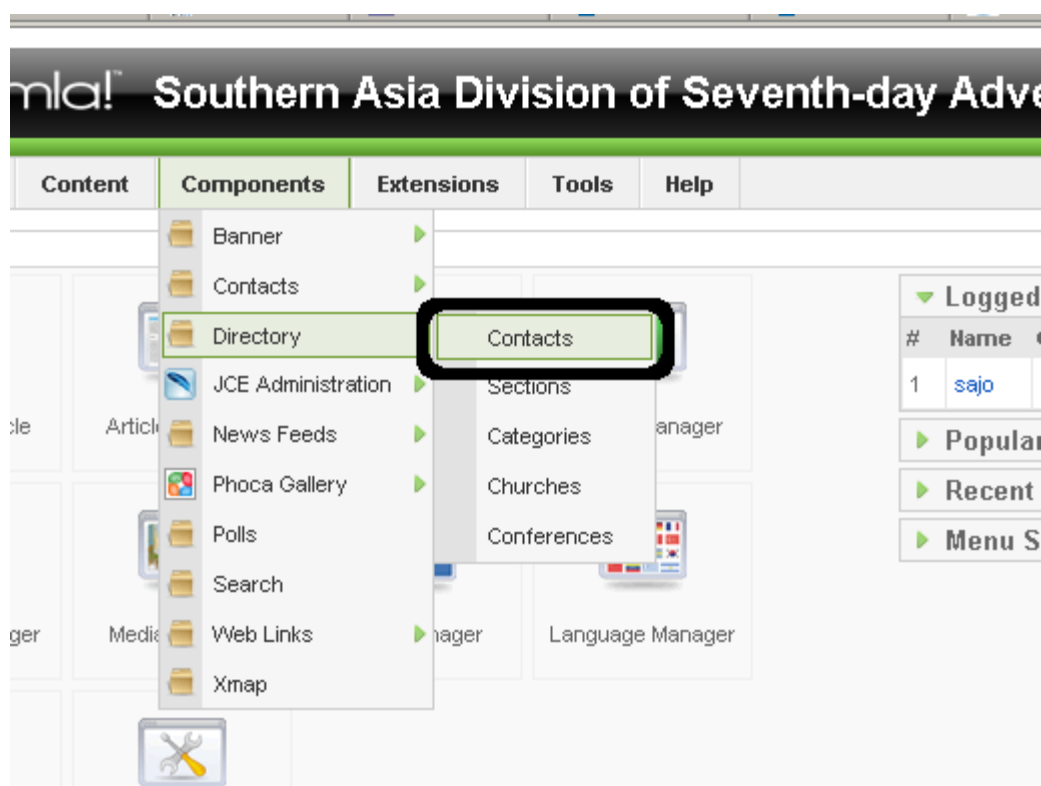 mla! Southern Asia Division of Seventh-day Adve
Content Components Extensions Tools Help
Banner
Contacts
Directory
JCE Administration
News Feeds
Phoca Gallery
Polls
Search
Web Links
Xmap
Contacts
Sections
Categories
Churches
Conferences
cle
Articl
anager
ger
Media
nager
Language Manager
Logged
# Name
1 sajo
Popular
Recent
Menu S